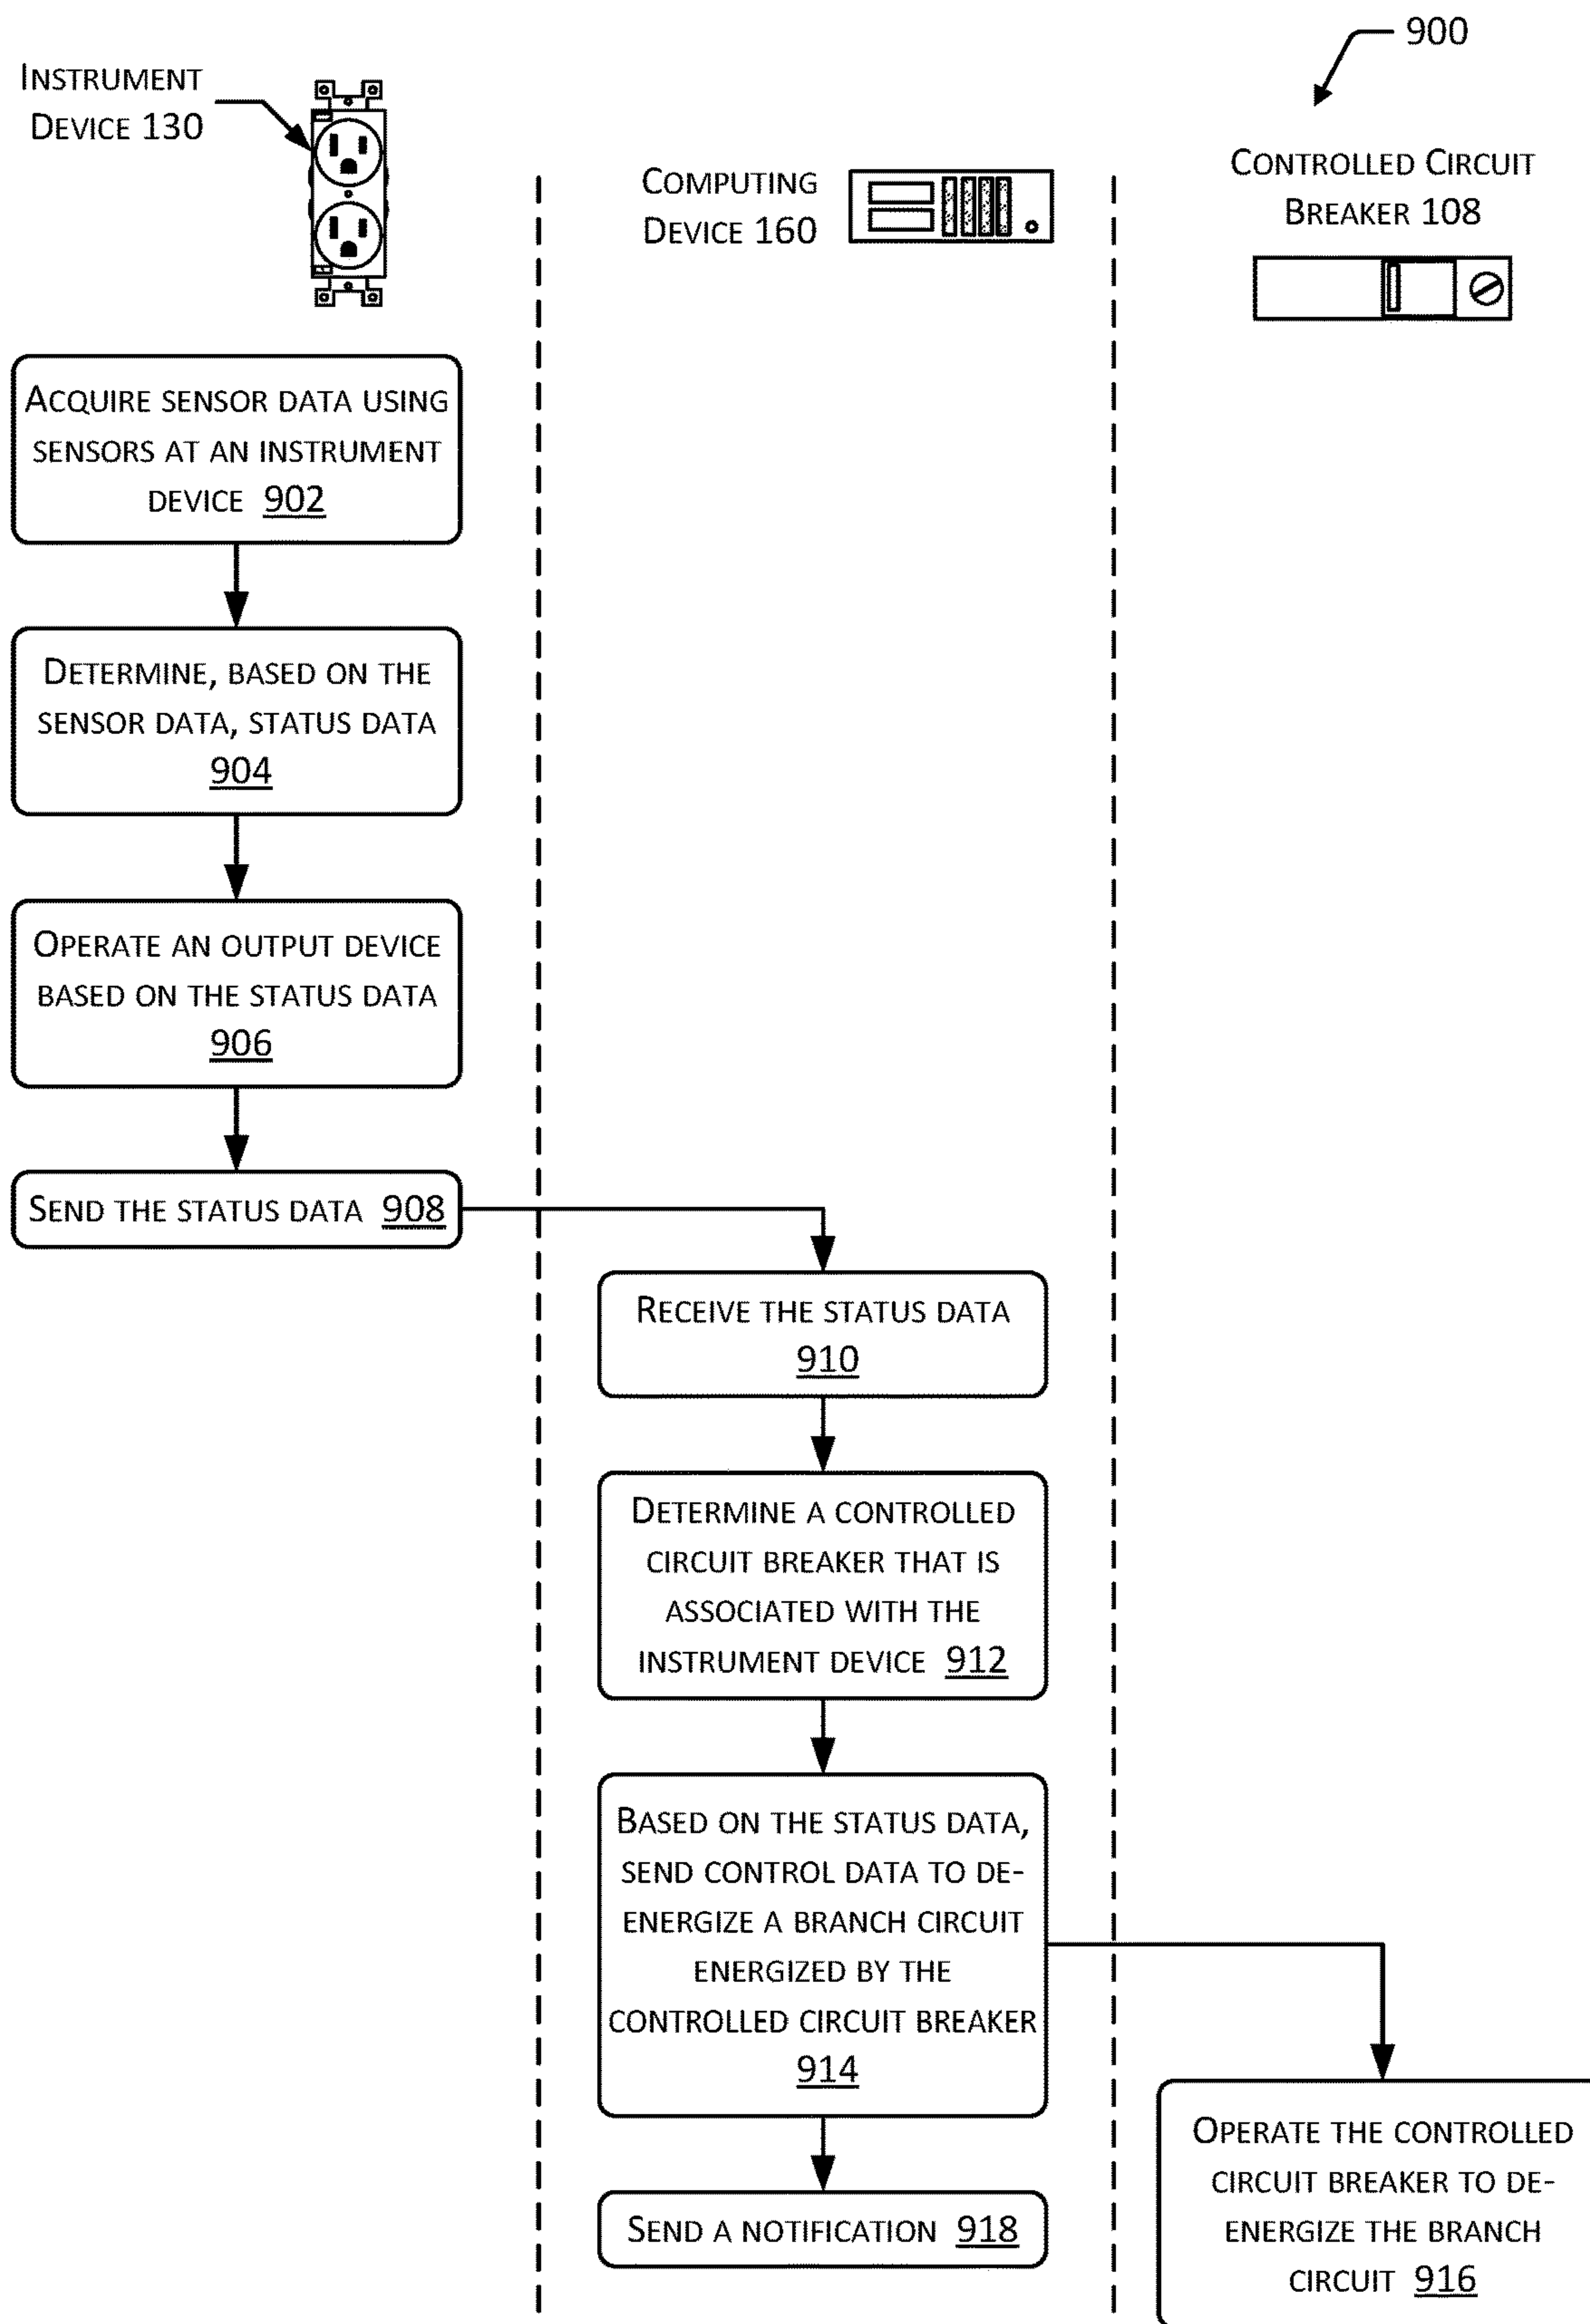 900
Instrument
Device 130
Computing
Device 160
Controlled Circuit
Breaker 108
Acquire sensor data using
sensors at an instrument
device 902
Determine, based on the
sensor data, status data
904
Operate an output device
based on the status data
906
Send the status data 908
Receive the status data
910
Determine a controlled
circuit breaker that is
associated with the
instrument device 912
Based on the status data,
send control data to de-
energize a branch circuit
energized by the
controlled circuit breaker
914
Operate the controlled
circuit breaker to de-
energize the branch
circuit 916
Send a notification 918